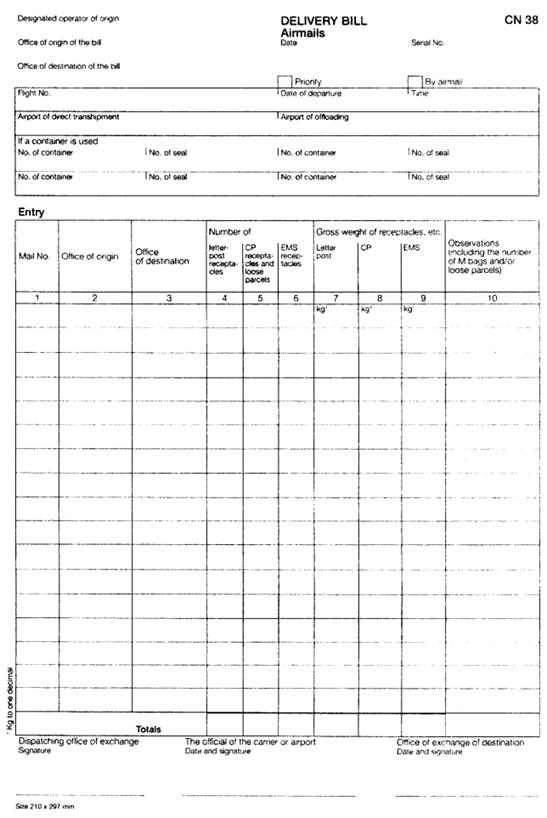 Designated operator of origin
DELIVERY BILL
CN 38
Airmails
Office of origin of the bill
Date
Serial No.
Office of destination of the bill
Priority
By airmail
Flight No.
Date of departure
Time
Airport of direct transhipment
Airport of offloading
If a container is used
No. of container
No. of seal
No. of container
No. of seal
No. of container
No. of seal
No. of container
No. of seal
Entry
Mail No.
Office of origin
Office
of destination
Number of
letter-
post
recepta-
cles
CP
recepta-
cles and
loose
parcels
EMS
recep-
tacles
Gross weight of receptacles, etc.
Letter
post
CP
EMS
Observations
(including the number
of M bags and/or
loose parcels)
1 2 3 4 5 6 7 8 9 10
kg¹ kg¹ kg¹
¹ Kg to one decimal
Totals
Dispatching office of exchange
Signature
The official of the carrier or airport
Date and signature
Office of exchange of destination
Date and signature
Size 210 x 297 mm